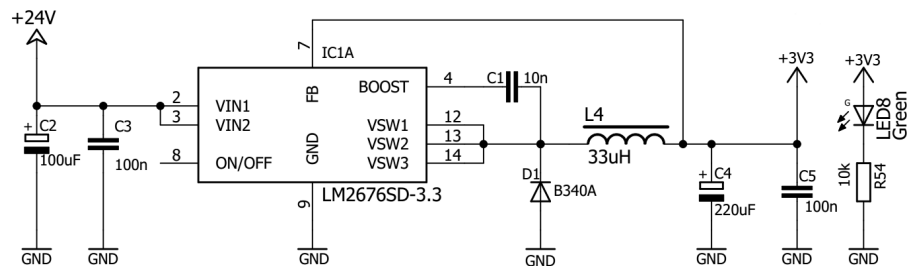 +24V
7
IC1A
+3V3
+3V3
2
VIN1
FB
BOOST
4
C1
10n
3
VIN2
+
C2
C3
100uF
100n
8
ON/OFF
GND
VSW1
12
VSW2
13
VSW3
14
L4
33uH
G
LED8
Green
LM2676SD-3.3
9
D1
B340A
+
C4
220uF
C5
100n
10k
R54
GND
GND
GND
GND
GND
GND
GND